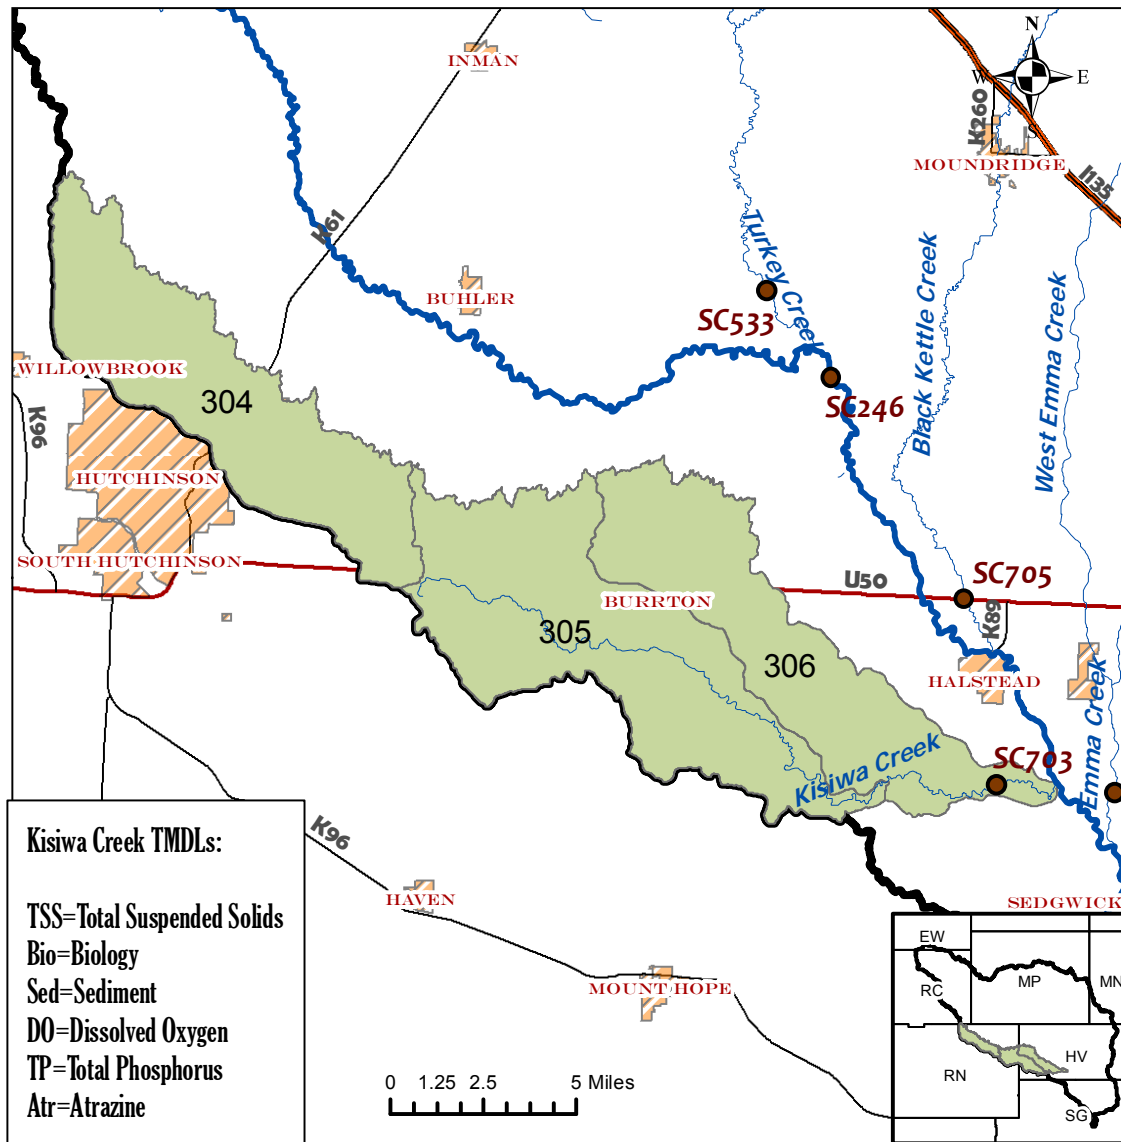 INMAN
N
W
E
S
K260
MOUNDRIDGE
I135
K61
Turkey Creek
Black Kettle Creek
West Emma Creek
BUHLER
SC533
WILLOWBROOK
304
K96
SC246
HUTCHINSON
SOUTH HUTCHINSON
U50
SC705
BURRTON
K89
305
306
HALSTEAD
Emma Creek
SC703
Kisiwa Creek
K96
HAVEN
SEDGWICK
MOUNT HOPE
Kisiwa Creek TMDLs:
TSS=Total Suspended Solids
Bio=Biology
Sed=Sediment
DO=Dissolved Oxygen
TP=Total Phosphorus
Atr=Atrazine
0 1.25 2.5 5 Miles
EW
RC
MP
MN
RN
HV
SG